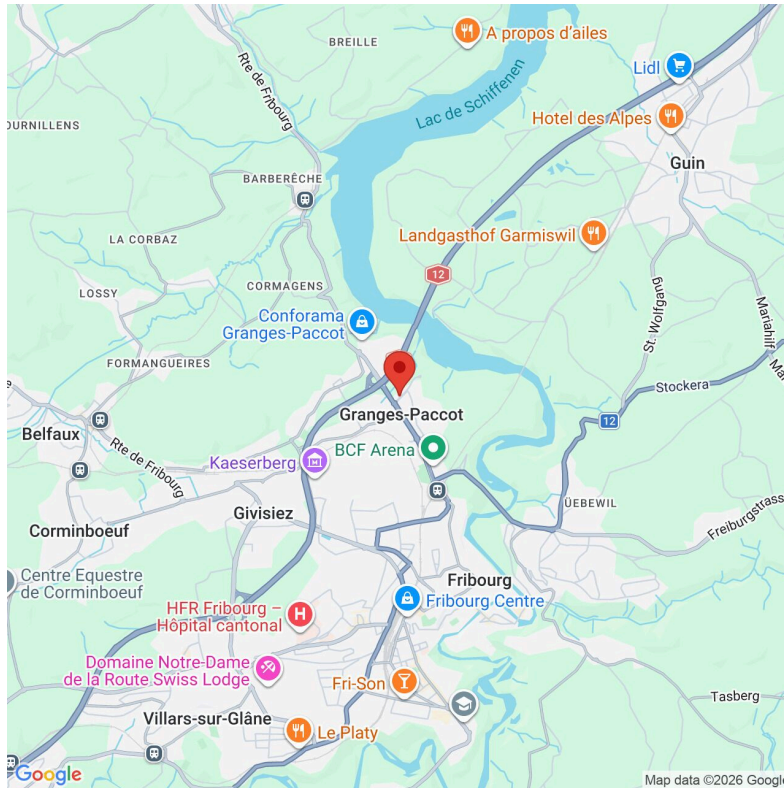 A propos d'ailes
BREILLE
Lidl
Rte de Fribourg
Lac de Schiffenen
Hotel des Alpes
Guin
BARBERÊCHE
LA CORBAZ
Landgasthof Garmiswil
12
CORMAGENS
LOSSY
St. Wolfgang
Mariahilf
Conforama
Granges-Paccot
FORMANGUEIRES
Stockera
Granges-Paccot
12
Belfaux
BCF Arena
Rte de Fribourg
Kaeserberg
ÜEBEWIL
Givisiez
Corminboeuf
Centre Equestre
de Corminboeuf
Fribourg
HFR Fribourg –
Hôpital cantonal
H
Fribourg Centre
Domaine Notre-Dame
de la Route Swiss Lodge
Fri-Son
Tasberg
Villars-sur-Glâne
Le Platy
Google
Map data ©2026 Google